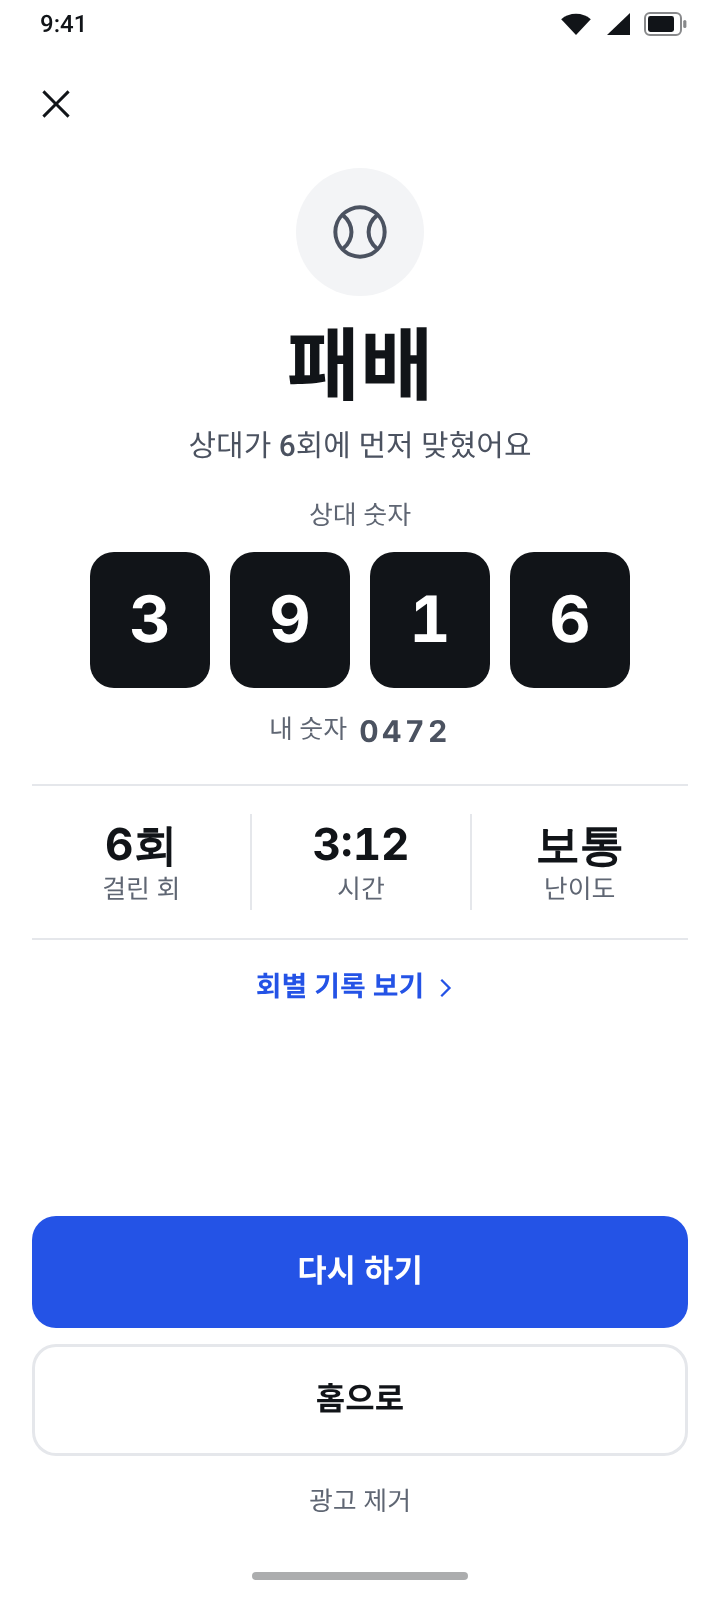 9:41
패배
상대가 6회에 먼저 맞혔어요
상대 숫자
3 9 1 6
내 숫자 0472
6회 3:12 보통
걸린 회 시간 난이도
회별 기록 보기
다시 하기
홈으로
광고 제거